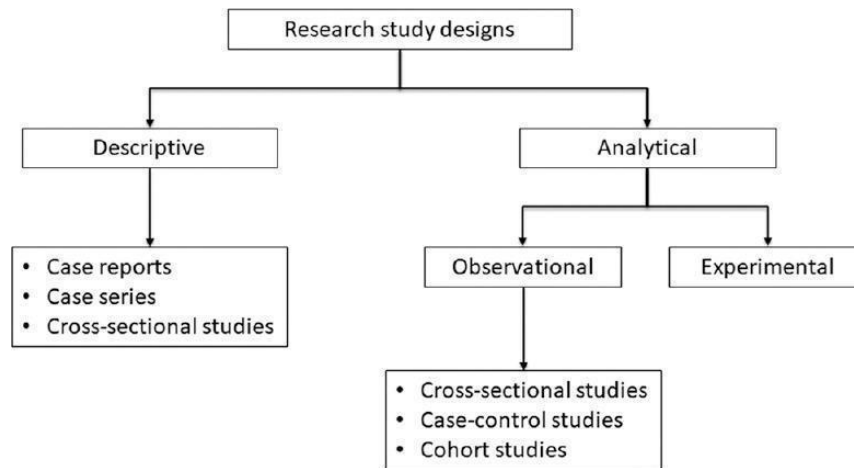 Research study designs
Descriptive
Analytical
• Case reports
• Case series
• Cross-sectional studies
Observational
Experimental
• Cross-sectional studies
• Case-control studies
• Cohort studies